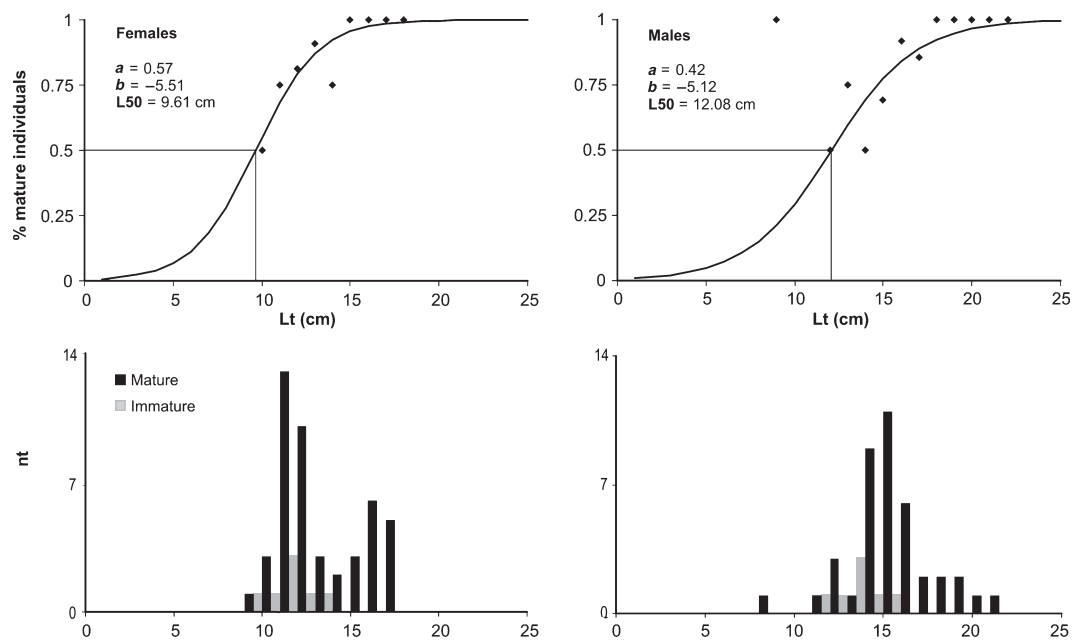 Females
a = 0.57
b = –5.51
L50 = 9.61 cm
% mature individuals
1
0.75
0.5
0.25
0
0 5 10 15 20 25
Lt (cm)
Males
a = 0.42
b = –5.12
L50 = 12.08 cm
1
0.75
0.5
0.25
0
0 5 10 15 20 25
Lt (cm)
Mature
Immature
nt
14
7
0
0 5 10 15 20 25
14
7
0
0 5 10 15 20 25